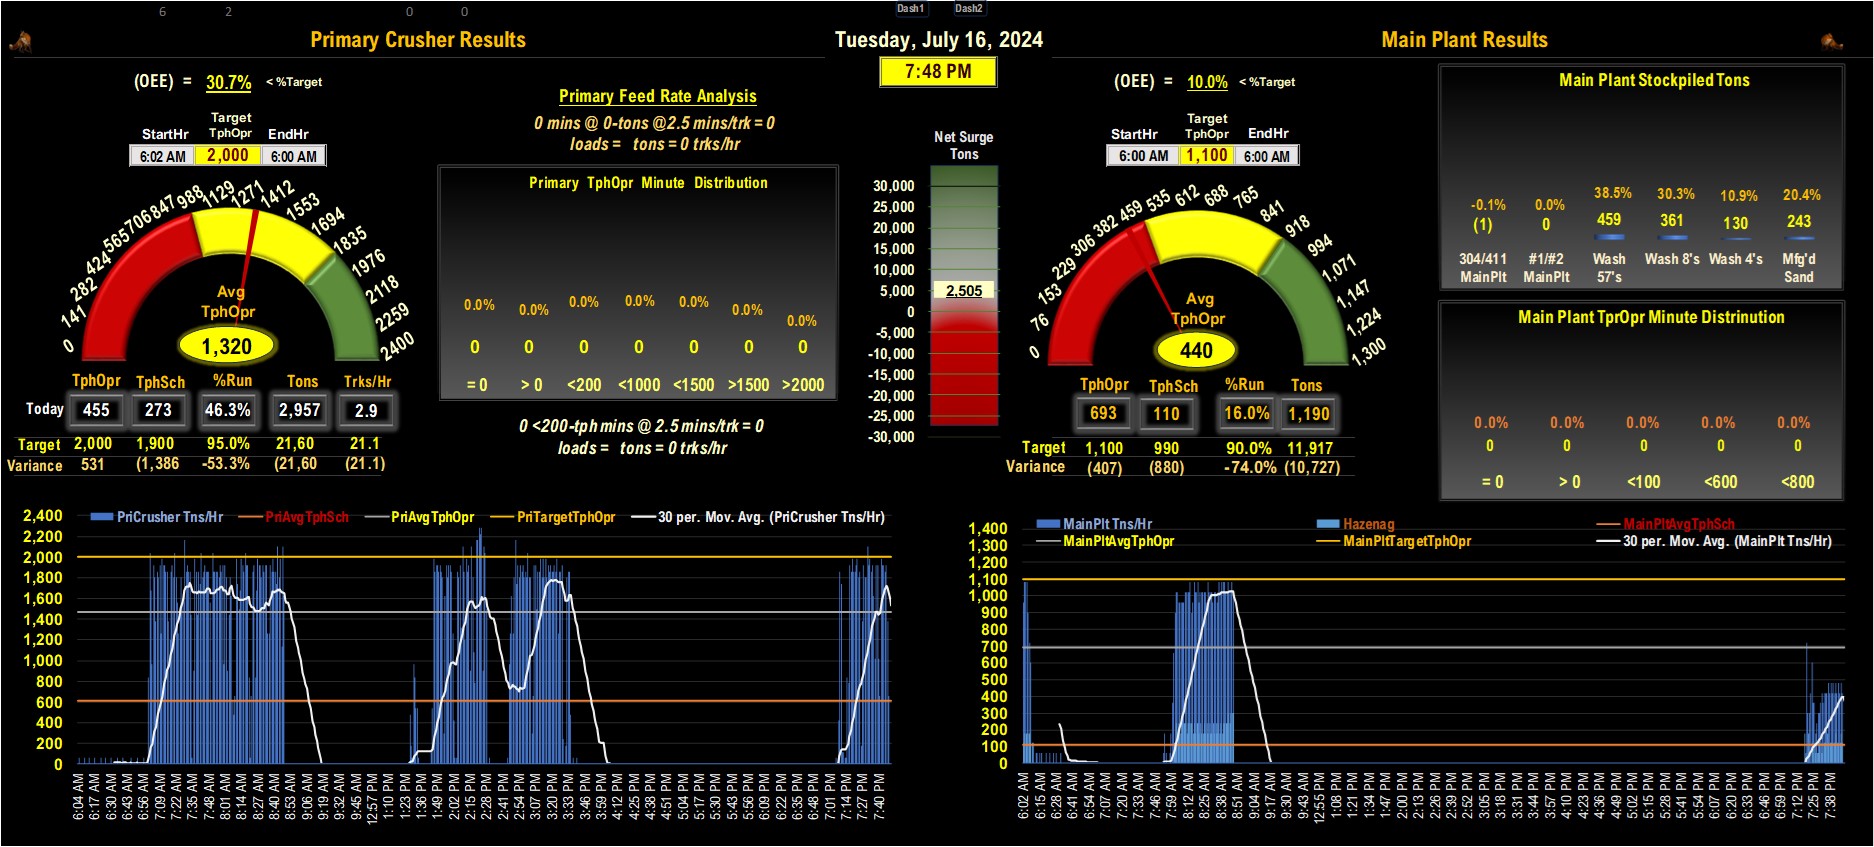 6 2 0 0 Dash1 Dash2
Primary Crusher Results
Tuesday, July 16, 2024
Main Plant Results
7:48 PM
(OEE) = 30.7% < %Target
StartHr Target TphOpr EndHr
6:02 AM 2,000 6:00 AM
0 141 282 424 565 706 847 988 1129 1271 1412 1553 1694 1835 1976 2118 2259 2400
Avg
TphOpr
1,320
TphOpr TphSch %Run Tons Trks/Hr
Today 455 273 46.3% 2,957 2.9
Target 2,000 1,900 95.0% 21,60 21.1
Variance 531 (1,386 -53.3% (21,60 (21.1)
Primary Feed Rate Analysis
0 mins @ 0-tons @2.5 mins/trk = 0
loads = tons = 0 trks/hr
Primary TphOpr Minute Distribution
0.0% 0.0% 0.0% 0.0% 0.0% 0.0% 0.0%
0 0 0 0 0 0 0
= 0 > 0 <200 <1000 <1500 >1500 >2000
0 <200-tph mins @ 2.5 mins/trk = 0
loads = tons = 0 trks/hr
Net Surge
Tons
30,000
25,000
20,000
15,000
10,000
5,000
2,505
0
-5,000
-10,000
-15,000
-20,000
-25,000
-30,000
(OEE) = 10.0% < %Target
StartHr Target TphOpr EndHr
6:00 AM 1,100 6:00 AM
0 76 153 229 306 382 459 535 612 688 765 841 918 994 1,071 1,147 1,224 1,300
Avg
TphOpr
440
TphOpr TphSch %Run Tons
693 110 16.0% 1,190
Target 1,100 990 90.0% 11,917
Variance (407) (880) -74.0% (10,727)
Main Plant Stockpiled Tons
-0.1% 0.0% 38.5% 30.3% 10.9% 20.4%
(1) 0 459 361 130 243
304/411 #1/#2 Wash Wash 8's Wash 4's Mfg'd
MainPlt MainPlt 57's Sand
Main Plant TprOpr Minute Distrinution
0.0% 0.0% 0.0% 0.0% 0.0%
0 0 0 0 0
= 0 > 0 <100 <600 <800
PriCrusher Tns/Hr PriAvgTphSch PriAvgTphOpr PriTargetTphOpr 30 per. Mov. Avg. (PriCrusher Tns/Hr)
2,400
2,200
2,000
1,800
1,600
1,400
1,200
1,000
800
600
400
200
0
6:04 AM 6:17 AM 6:30 AM 6:43 AM 6:56 AM 7:09 AM 7:22 AM 7:35 AM 7:48 AM 8:01 AM 8:14 AM 8:27 AM 8:40 AM 8:53 AM 9:06 AM 9:19 AM 9:32 AM 9:45 AM 12:57 PM 1:10 PM 1:23 PM 1:36 PM 1:49 PM 2:02 PM 2:15 PM 2:28 PM 2:41 PM 2:54 PM 3:07 PM 3:20 PM 3:33 PM 3:46 PM 3:59 PM 4:12 PM 4:25 PM 4:38 PM 4:51 PM 5:04 PM 5:17 PM 5:30 PM 5:43 PM 5:56 PM 6:09 PM 6:22 PM 6:35 PM 6:48 PM 7:01 PM 7:14 PM 7:27 PM 7:40 PM
MainPlt Tns/Hr Hazenag MainPltAvgTphSch
MainPltAvgTphOpr MainPltTargetTphOpr 30 per. Mov. Avg. (MainPlt Tns/Hr)
1,400
1,300
1,200
1,100
1,000
900
800
700
600
500
400
300
200
100
0
6:02 AM 6:15 AM 6:28 AM 6:41 AM 6:54 AM 7:07 AM 7:20 AM 7:33 AM 7:46 AM 7:59 AM 8:12 AM 8:25 AM 8:38 AM 8:51 AM 9:04 AM 9:17 AM 9:30 AM 9:43 AM 12:55 PM 1:08 PM 1:21 PM 1:34 PM 1:47 PM 2:00 PM 2:13 PM 2:26 PM 2:39 PM 2:52 PM 3:05 PM 3:18 PM 3:31 PM 3:44 PM 3:57 PM 4:10 PM 4:23 PM 4:36 PM 4:49 PM 5:02 PM 5:15 PM 5:28 PM 5:41 PM 5:54 PM 6:07 PM 6:20 PM 6:33 PM 6:46 PM 6:59 PM 7:12 PM 7:25 PM 7:38 PM